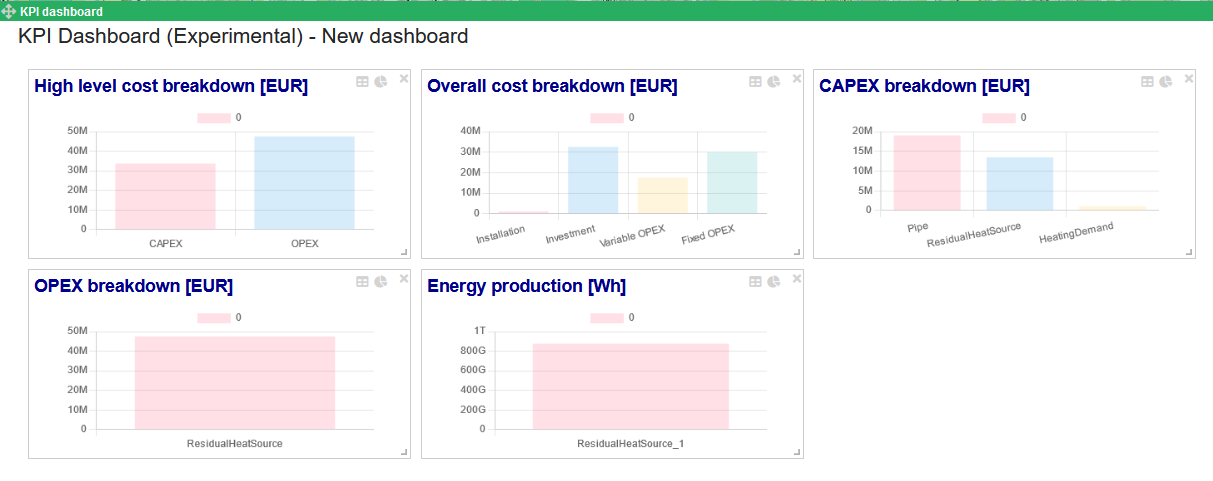 KPI dashboard
KPI Dashboard (Experimental) - New dashboard
High level cost breakdown [EUR]
0
50M
40M
30M
20M
10M
0
CAPEX OPEX
Overall cost breakdown [EUR]
0
40M
30M
20M
10M
0
Installation Investment Variable OPEX Fixed OPEX
CAPEX breakdown [EUR]
0
20M
15M
10M
5M
0
Pipe ResidualHeatSource HeatingDemand
OPEX breakdown [EUR]
0
50M
40M
30M
20M
10M
0
ResidualHeatSource
Energy production [Wh]
0
1T
800G
600G
400G
200G
0
ResidualHeatSource_1